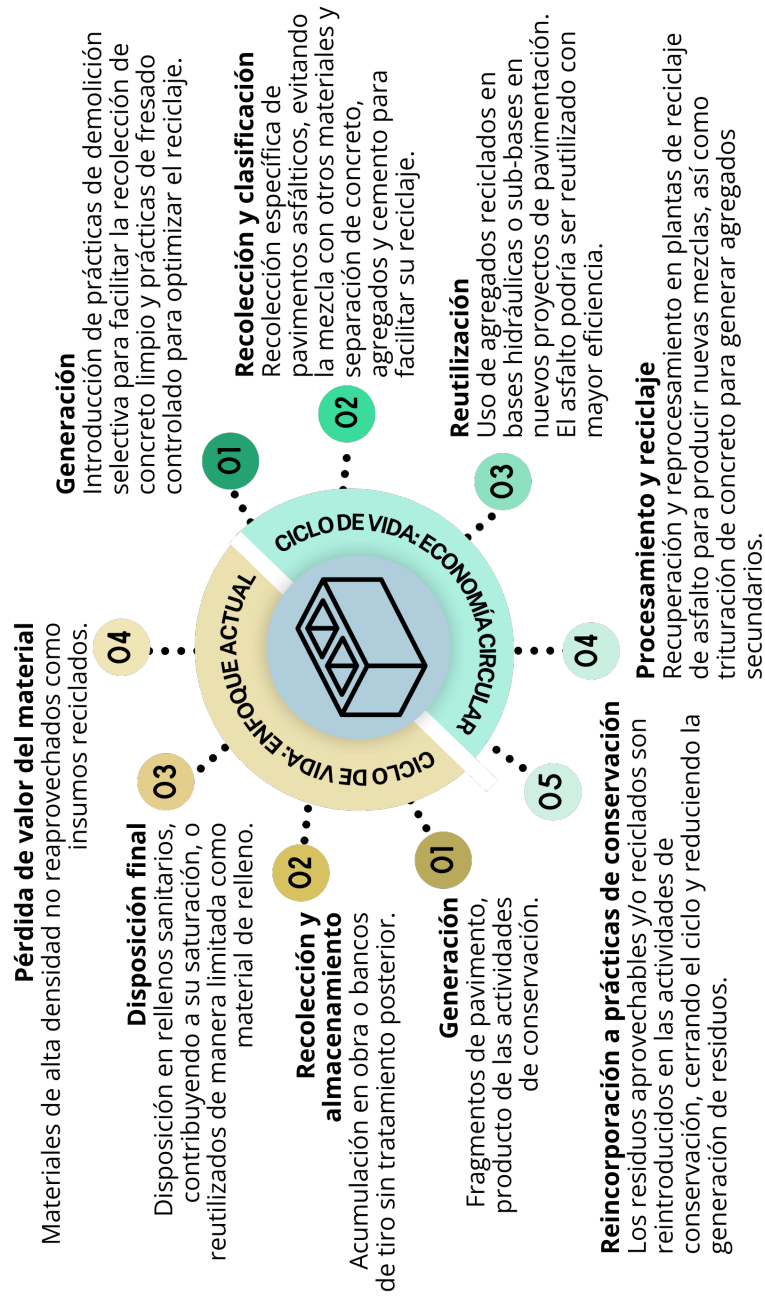 Pérdida de valor del material
Materiales de alta densidad no reaprovechados como
insumos reciclados.
04
Disposición final
Disposición en rellenos sanitarios,
contribuyendo a su saturación, o
reutilizados de manera limitada como
material de relleno.
03
Recolección y
almacenamiento
Acumulación en obra o bancos
de tiro sin tratamiento posterior.
02
Generación
Fragmentos de pavimento,
producto de las actividades
de conservación.
01
CICLO DE VIDA: ENFOQUE ACTUAL
CICLO DE VIDA: ECONOMÍA CIRCULAR
Generación
Introducción de prácticas de demolición
selectiva para facilitar la recolección de
concreto limpio y prácticas de fresado
controlado para optimizar el reciclaje.
01
Recolección y clasificación
Recolección específica de
pavimentos asfálticos, evitando
la mezcla con otros materiales y
separación de concreto,
agregados y cemento para
facilitar su reciclaje.
02
Reutilización
Uso de agregados reciclados en
bases hidráulicas o sub-bases en
nuevos proyectos de pavimentación.
El asfalto podría ser reutilizado con
mayor eficiencia.
03
Procesamiento y reciclaje
Recuperación y reprocesamiento en plantas de reciclaje
de asfalto para producir nuevas mezclas, así como
trituración de concreto para generar agregados
secundarios.
04
Reincorporación a prácticas de conservación
Los residuos aprovechables y/o reciclados son
reintroducidos en las actividades de
conservación, cerrando el ciclo y reduciendo la
generación de residuos.
05